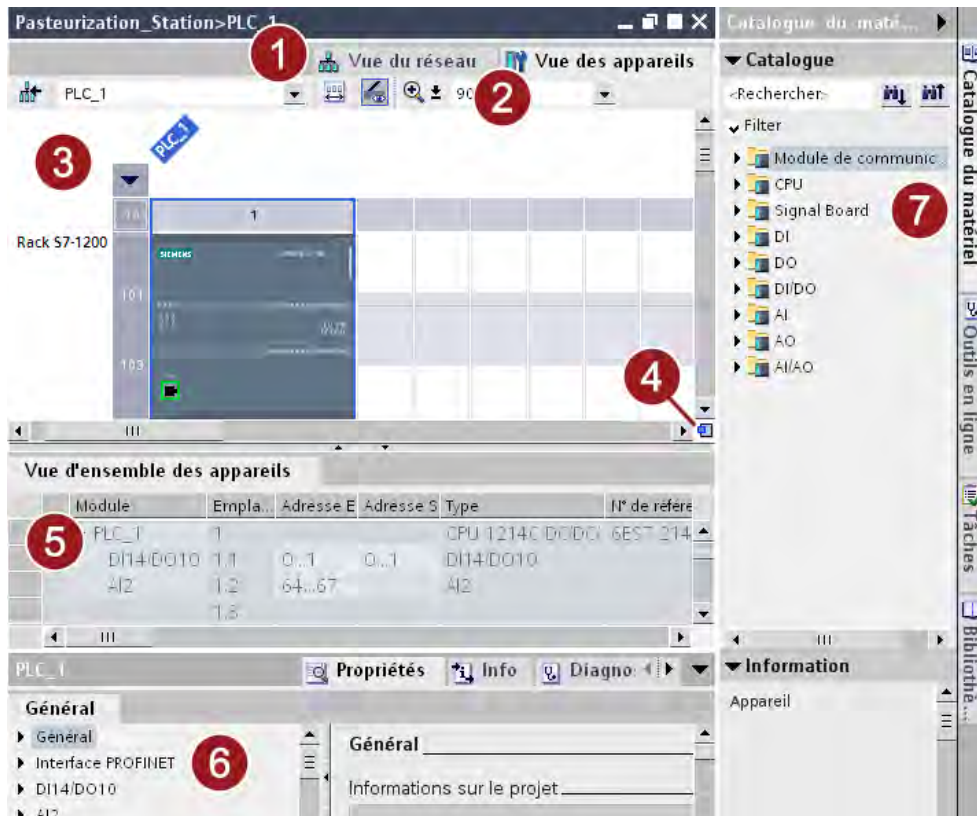 Pasteurization_Station>PLC_1
1
Vue du réseau
Vue des appareils
PLC_1
2
3
PLC_1
1
Rack S7-1200
SIEMENS
101
103
4
Vue d'ensemble des appareils
Module Empla... Adresse E Adresse S Type N° de référe
5
PLC_1 1 CPU 1214C DC/DC/ 6ES7 214
DI14/DO10 1.1 0...1 0...1 DI14/DO10
AI2 1.2 64...67 AI2
1.3
PLC_1
Propriétés
Info
Diagno
Général
Général
Interface PROFINET
DI14/DO10
AI2
6
Général
Informations sur le projet
Catalogue du maté...
Catalogue
<Rechercher>
Filter
Module de communic
CPU
Signal Board
DI
DO
DI/DO
AI
AO
AI/AO
7
Information
Appareil
Catalogue du matériel
Outils en ligne
Tâches
Bibliothè...